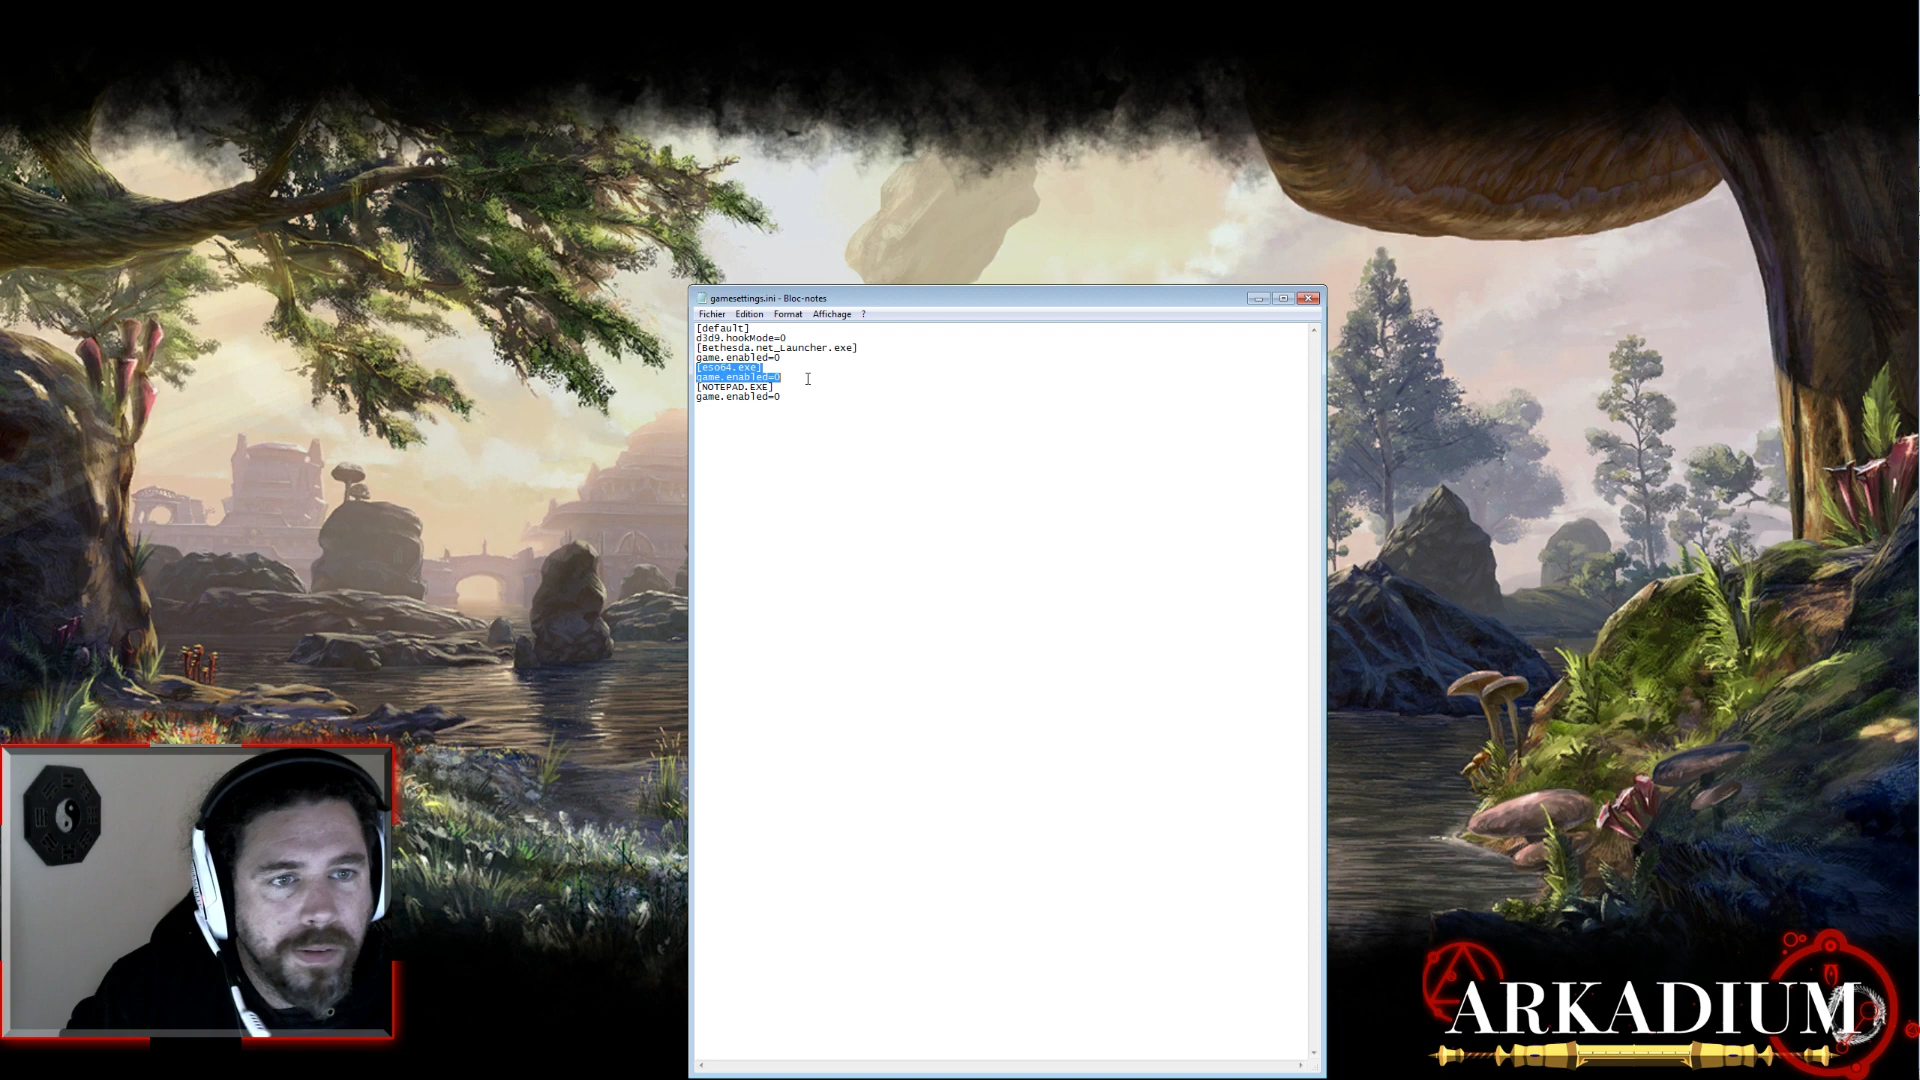 gamesettings.ini - Bloc-notes
Fichier Edition Format Affichage ?
[default]
d3d9.hookMode=0
[Bethesda.net_Launcher.exe]
game.enabled=0
[eso64.exe]
game.enabled=0
[NOTEPAD.EXE]
game.enabled=0
ARKADIUM